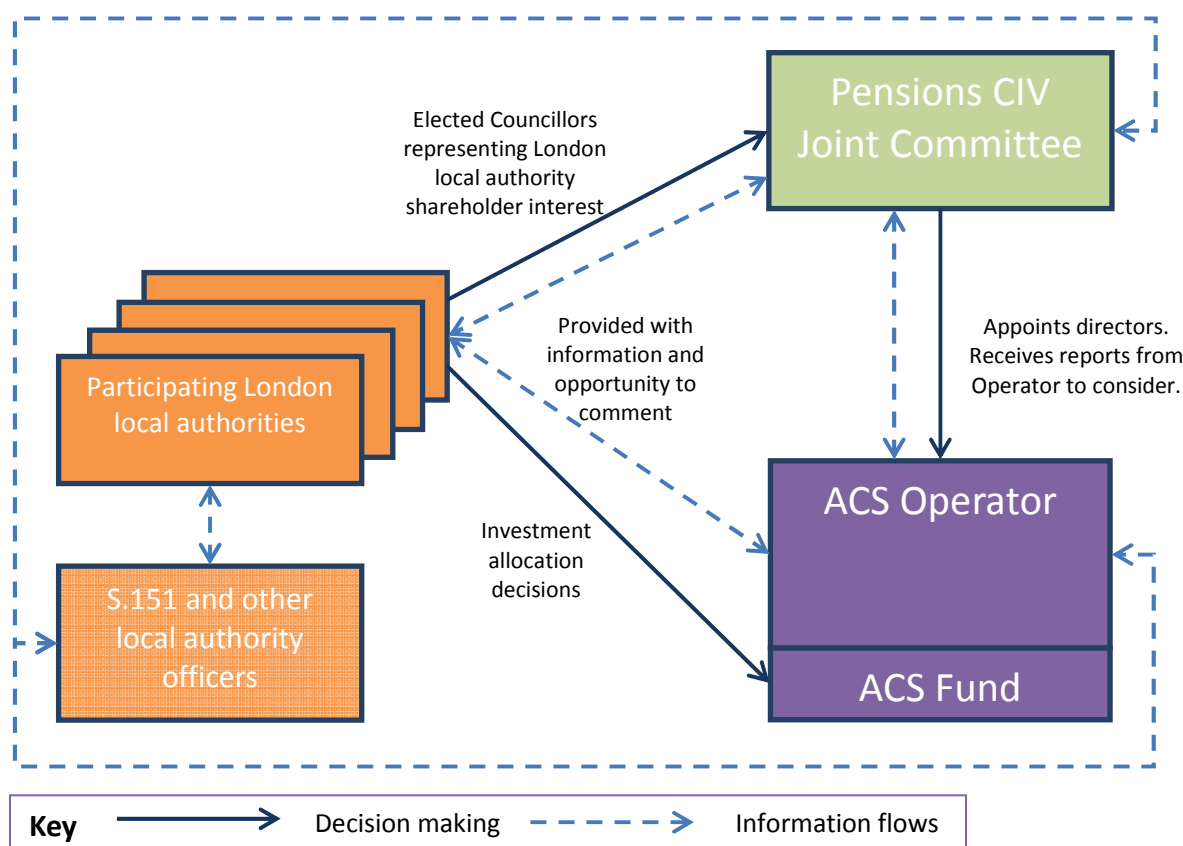 Pensions CIV
Joint Committee
Elected Councillors
representing London
local authority
shareholder interest
Provided with
information and
opportunity to
comment
Appoints directors.
Receives reports from
Operator to consider.
Participating London
local authorities
ACS Operator
Investment
allocation
decisions
S.151 and other
local authority
officers
ACS Fund
Key Decision making Information flows